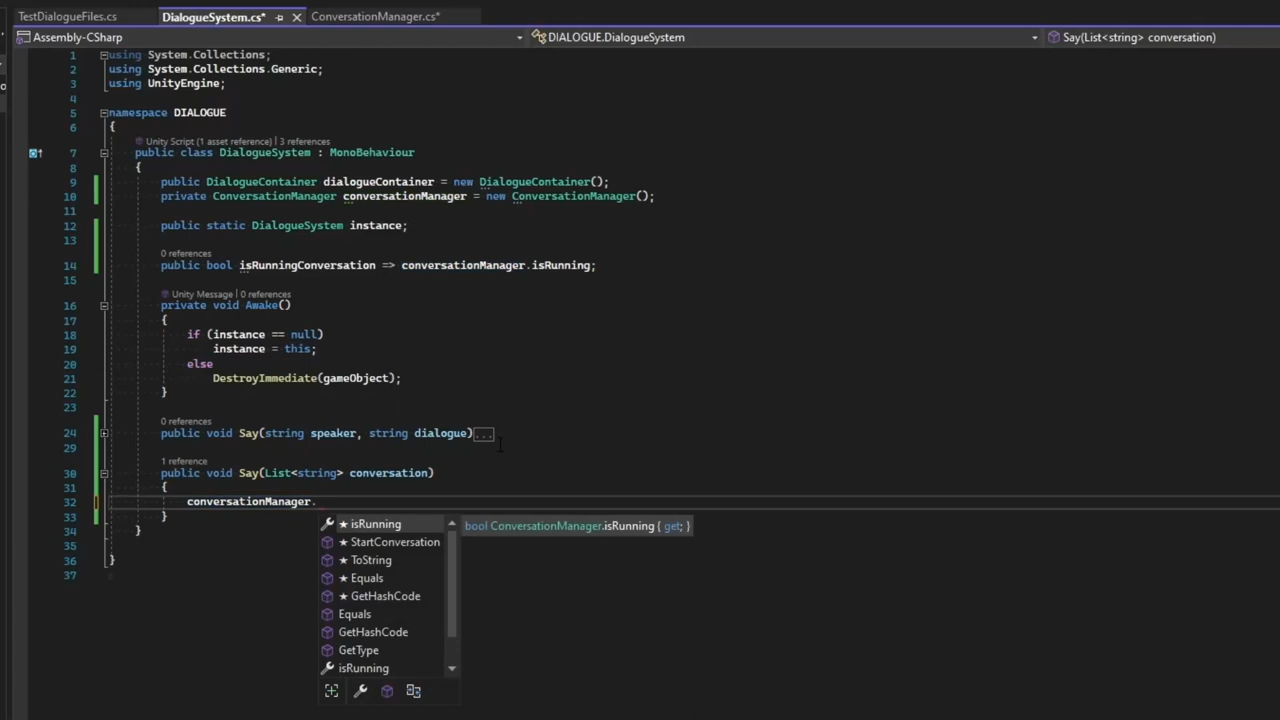 TestDialogueFiles.cs DialogueSystem.cs* ConversationManager.cs*
Assembly-CSharp DIALOGUE.DialogueSystem Say(List<string> conversation)
1 using System.Collections;
2 using System.Collections.Generic;
3 using UnityEngine;
4
5 namespace DIALOGUE
6 {
Unity Script (1 asset reference) | 3 references
7 public class DialogueSystem : MonoBehaviour
8 {
9 public DialogueContainer dialogueContainer = new DialogueContainer();
10 private ConversationManager conversationManager = new ConversationManager();
11
12 public static DialogueSystem instance;
13
0 references
14 public bool isRunningConversation => conversationManager.isRunning;
15
Unity Message | 0 references
16 private void Awake()
17 {
18 if (instance == null)
19 instance = this;
20 else
21 DestroyImmediate(gameObject);
22 }
23
0 references
24 public void Say(string speaker, string dialogue)...
29
1 reference
30 public void Say(List<string> conversation)
31 {
32 conversationManager.
33 }
34 }
35
36 }
37
★ isRunning bool ConversationManager.isRunning { get; }
★ StartConversation
★ ToString
★ Equals
★ GetHashCode
Equals
GetHashCode
GetType
isRunning